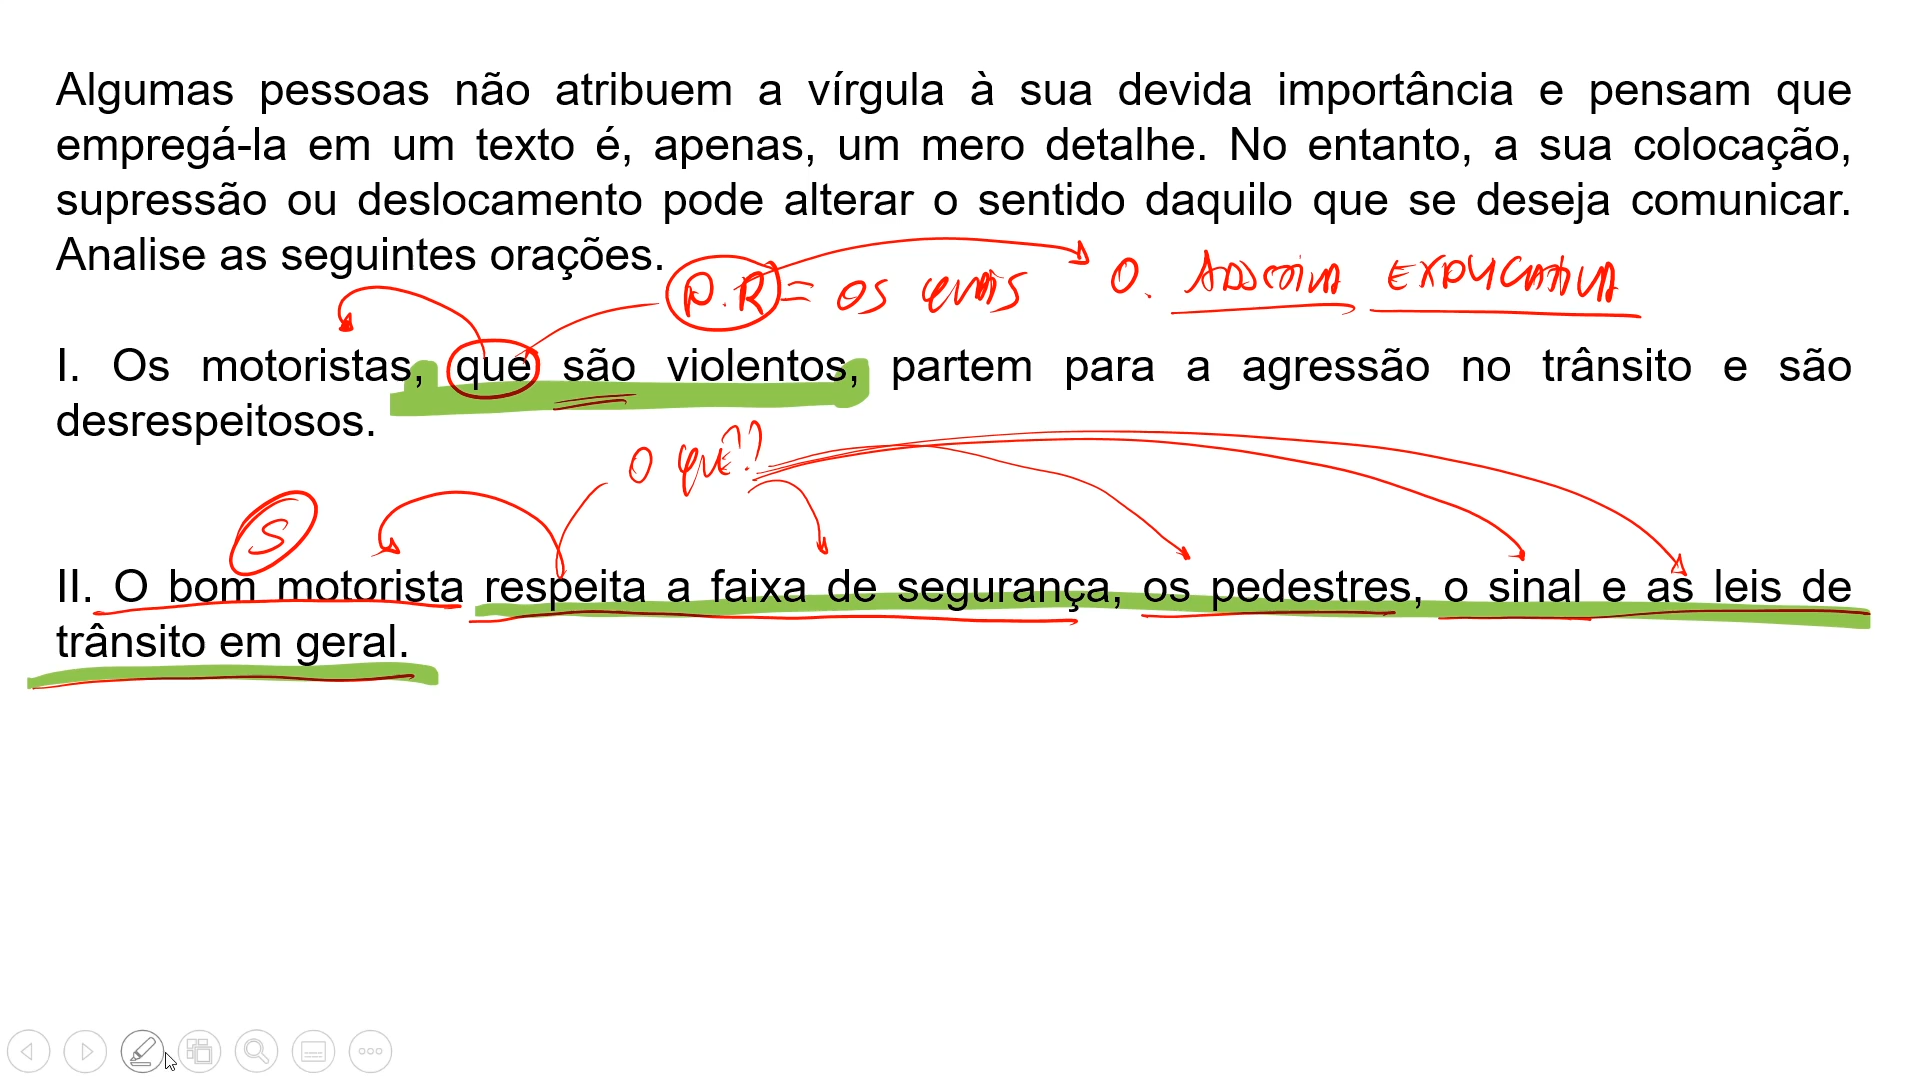 Algumas pessoas não atribuem a vírgula à sua devida importância e pensam que
empregá-la em um texto é, apenas, um mero detalhe. No entanto, a sua colocação,
supressão ou deslocamento pode alterar o sentido daquilo que se deseja comunicar.
Analise as seguintes orações.
P.R = OS QUAIS O. ADJETIVA EXPLICATIVA
I. Os motoristas, que são violentos, partem para a agressão no trânsito e são
desrespeitosos.
O QUÊ??
S
II. O bom motorista respeita a faixa de segurança, os pedestres, o sinal e as leis de
trânsito em geral.